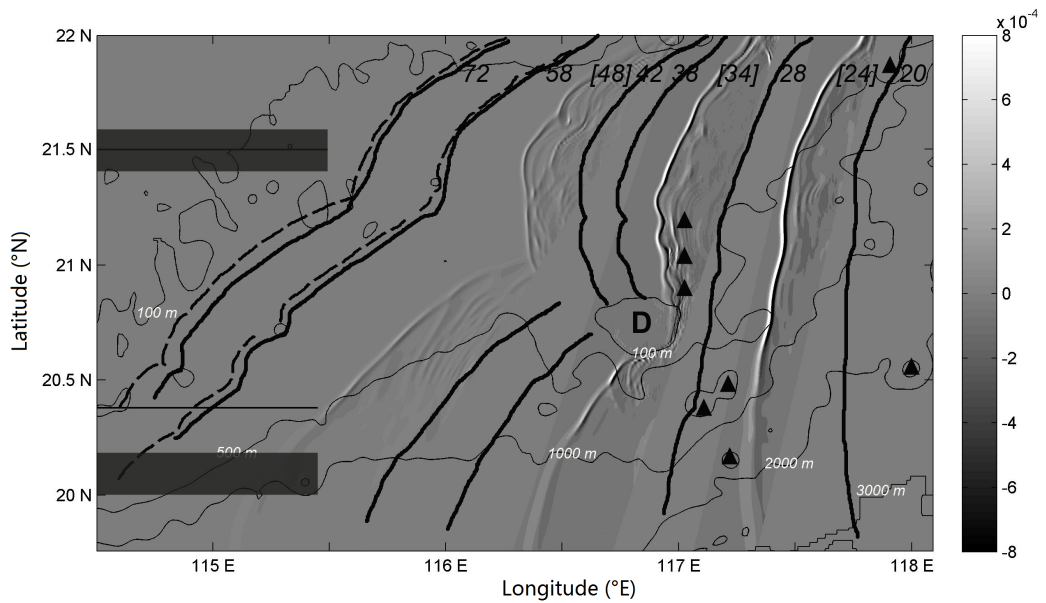 x 10⁻⁴
22 N
8
72 58 [48] 42 38 [34] 28 [24] 20
6
21.5 N
4
2
21 N
0
100 m
D
-2
100 m
20.5 N
-4
500 m 1000 m 2000 m
3000 m
20 N
-6
-8
115 E 116 E 117 E 118 E
Longitude (°E)
Latitude (°N)